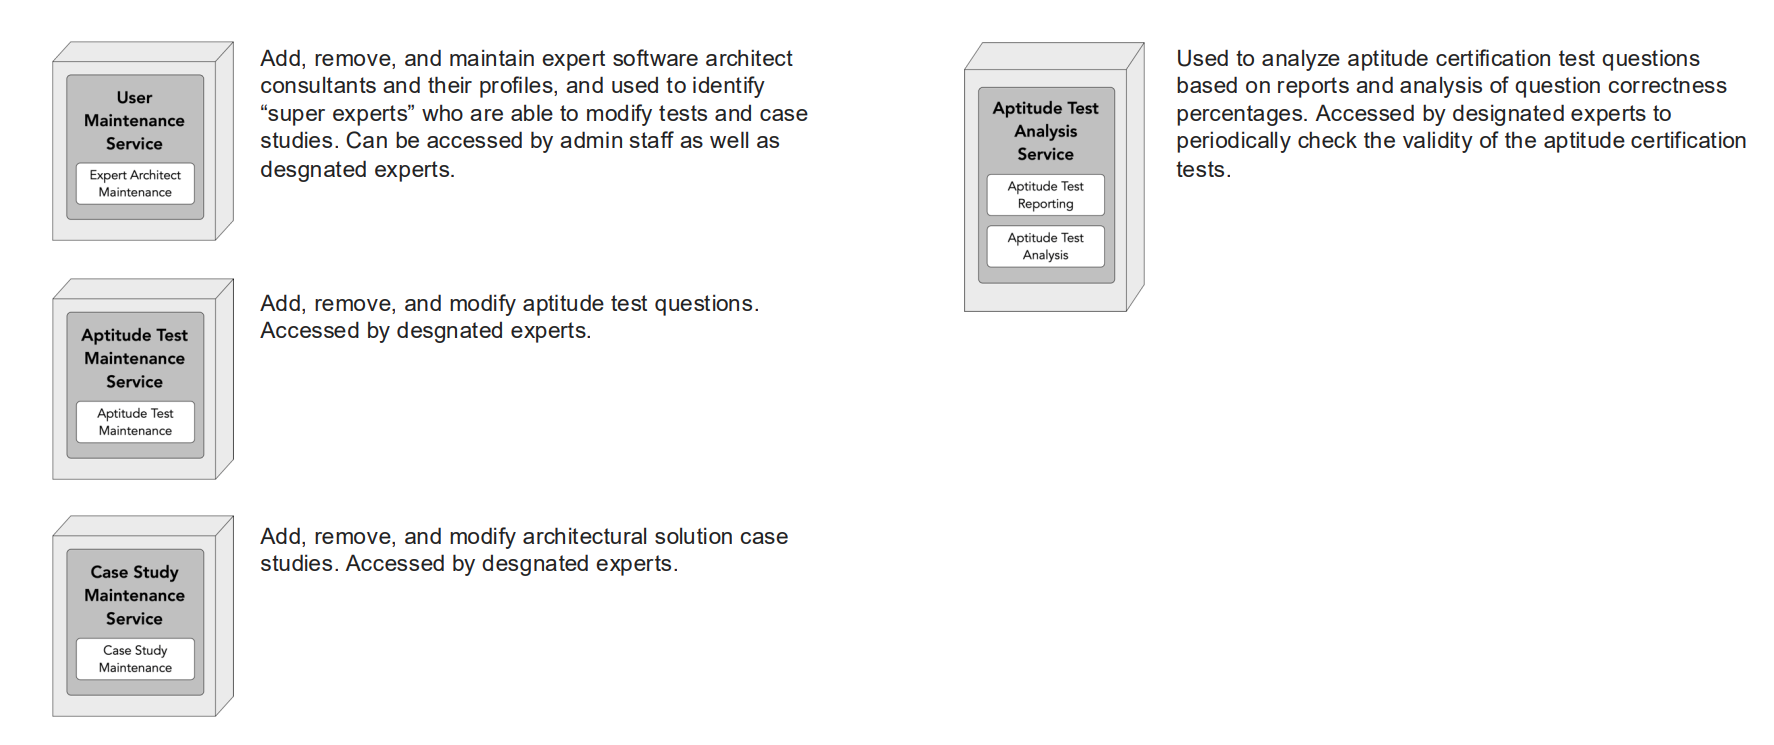 User
Maintenance
Service
Expert Architect
Maintenance
Add, remove, and maintain expert software architect
consultants and their profiles, and used to identify
“super experts” who are able to modify tests and case
studies. Can be accessed by admin staff as well as
desgnated experts.
Aptitude Test
Maintenance
Service
Aptitude Test
Maintenance
Add, remove, and modify aptitude test questions.
Accessed by desgnated experts.
Case Study
Maintenance
Service
Case Study
Maintenance
Add, remove, and modify architectural solution case
studies. Accessed by desgnated experts.
Aptitude Test
Analysis
Service
Aptitude Test
Reporting
Aptitude Test
Analysis
Used to analyze aptitude certification test questions
based on reports and analysis of question correctness
percentages. Accessed by designated experts to
periodically check the validity of the aptitude certification
tests.